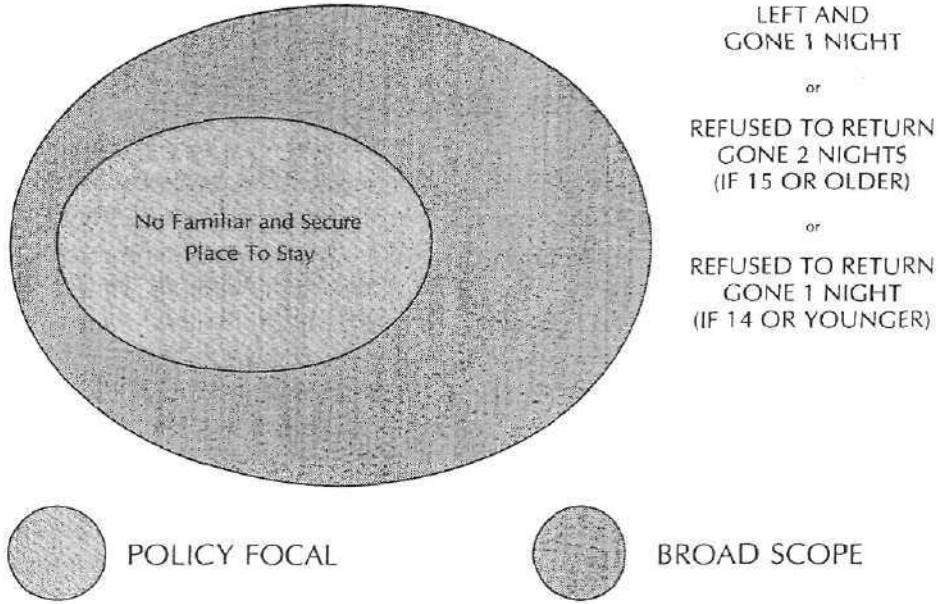 LEFT AND
GONE 1 NIGHT
or
REFUSED TO RETURN
GONE 2 NIGHTS
(IF 15 OR OLDER)
or
REFUSED TO RETURN
GONE 1 NIGHT
(IF 14 OR YOUNGER)
No Familiar and Secure
Place To Stay
POLICY FOCAL
BROAD SCOPE